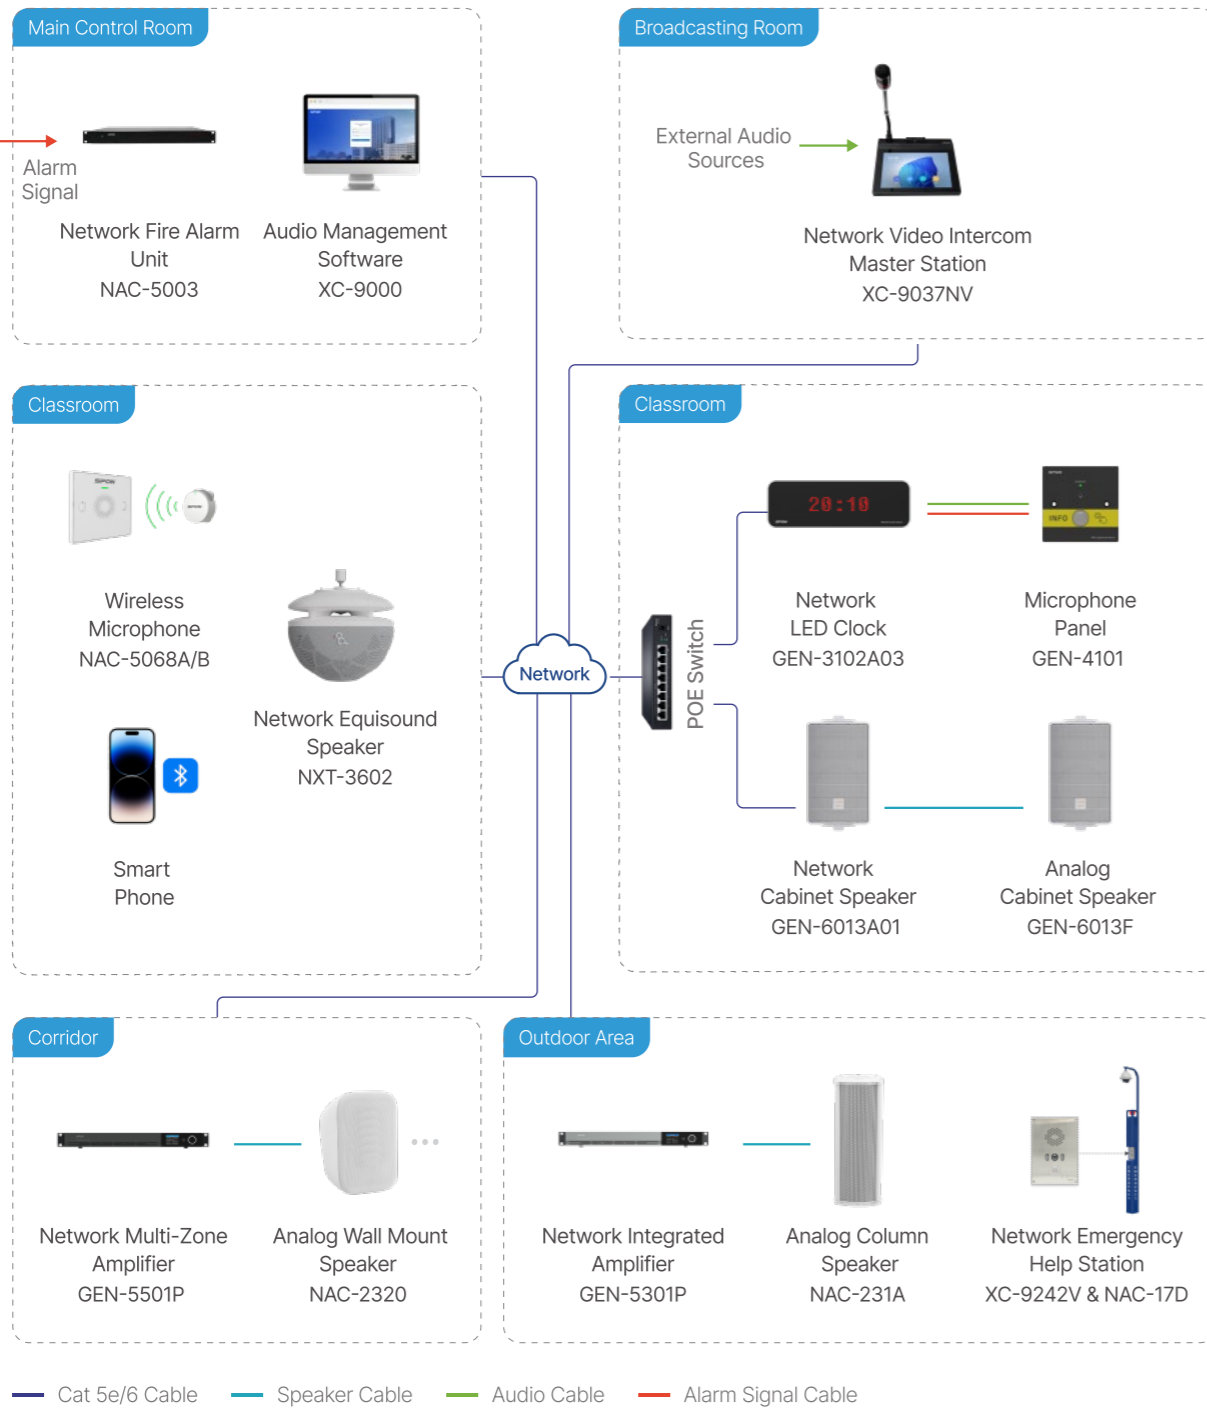 Main Control Room
Alarm
Signal
Network Fire Alarm
Unit
NAC-5003
Audio Management
Software
XC-9000
Broadcasting Room
External Audio
Sources
Network Video Intercom
Master Station
XC-9037NV
Classroom
SIPON
Wireless
Microphone
NAC-5068A/B
Network Equisound
Speaker
NXT-3602
Smart
Phone
Network
Classroom
POE Switch
20:10
Network
LED Clock
GEN-3102A03
INFO
Microphone
Panel
GEN-4101
Network
Cabinet Speaker
GEN-6013A01
Analog
Cabinet Speaker
GEN-6013F
Corridor
Network Multi-Zone
Amplifier
GEN-5501P
Analog Wall Mount
Speaker
NAC-2320
Outdoor Area
Network Integrated
Amplifier
GEN-5301P
Analog Column
Speaker
NAC-231A
Network Emergency
Help Station
XC-9242V & NAC-17D
Cat 5e/6 Cable
Speaker Cable
Audio Cable
Alarm Signal Cable